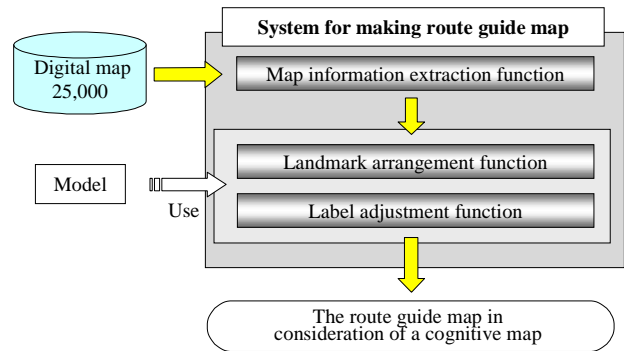 System for making route guide map
Digital map
25,000
Map information extraction function
Landmark arrangement function
Model
Use
Label adjustment function
The route guide map in
consideration of a cognitive map